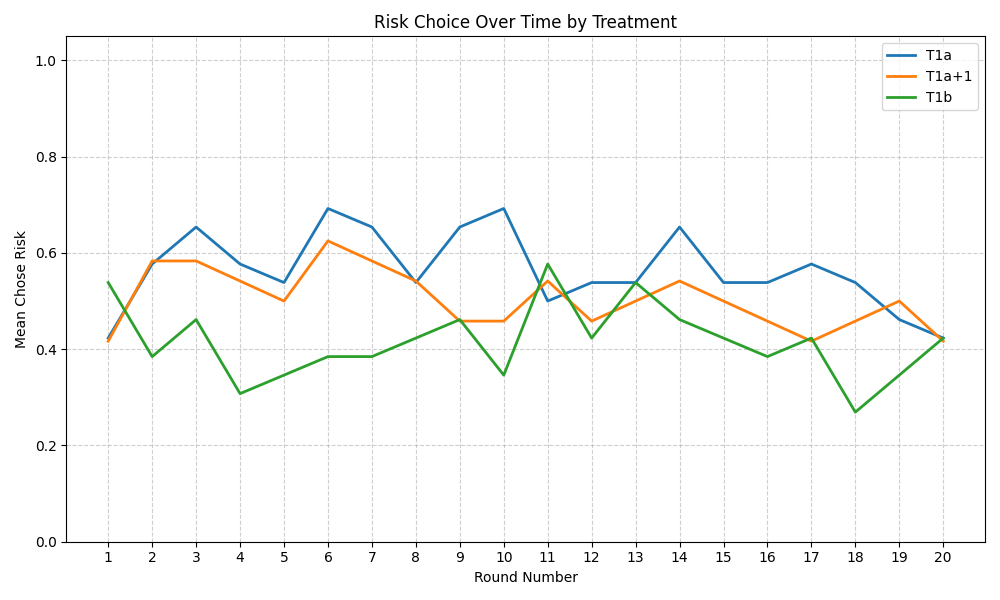 Risk Choice Over Time by Treatment
T1a
T1a+1
T1b
Mean Chose Risk
1.0
0.8
0.6
0.4
0.2
0.0
1 2 3 4 5 6 7 8 9 10 11 12 13 14 15 16 17 18 19 20
Round Number